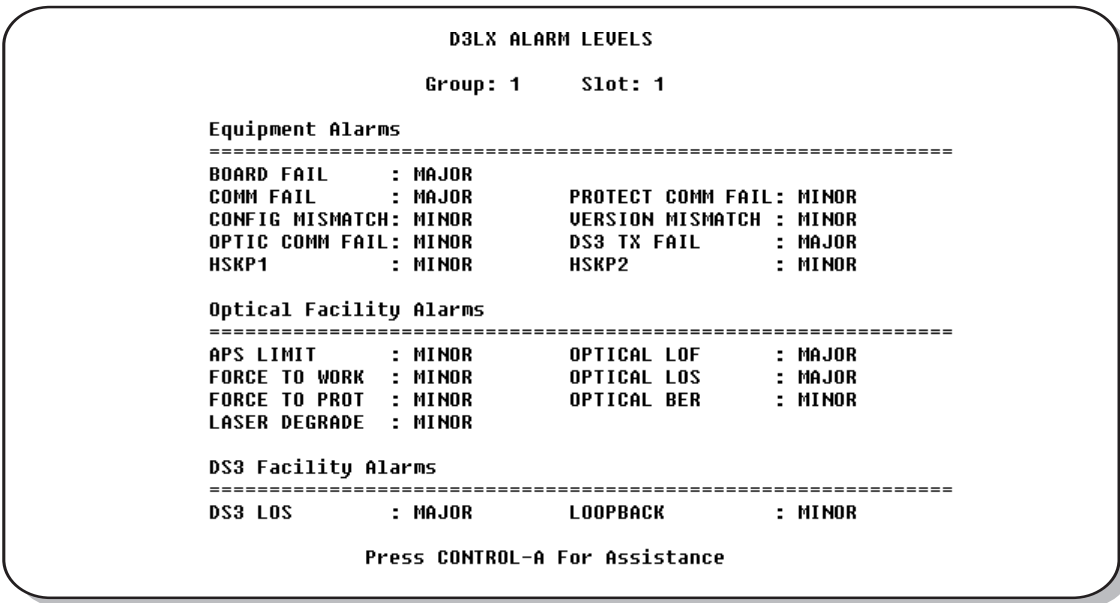 D3LX ALARM LEVELS
Group: 1 Slot: 1
Equipment Alarms
==============================================================
BOARD FAIL : MAJOR
COMM FAIL : MAJOR PROTECT COMM FAIL: MINOR
CONFIG MISMATCH: MINOR VERSION MISMATCH : MINOR
OPTIC COMM FAIL: MINOR DS3 TX FAIL : MAJOR
HSKP1 : MINOR HSKP2 : MINOR
Optical Facility Alarms
==============================================================
APS LIMIT : MINOR OPTICAL LOF : MAJOR
FORCE TO WORK : MINOR OPTICAL LOS : MAJOR
FORCE TO PROT : MINOR OPTICAL BER : MINOR
LASER DEGRADE : MINOR
DS3 Facility Alarms
==============================================================
DS3 LOS : MAJOR LOOPBACK : MINOR
Press CONTROL-A For Assistance